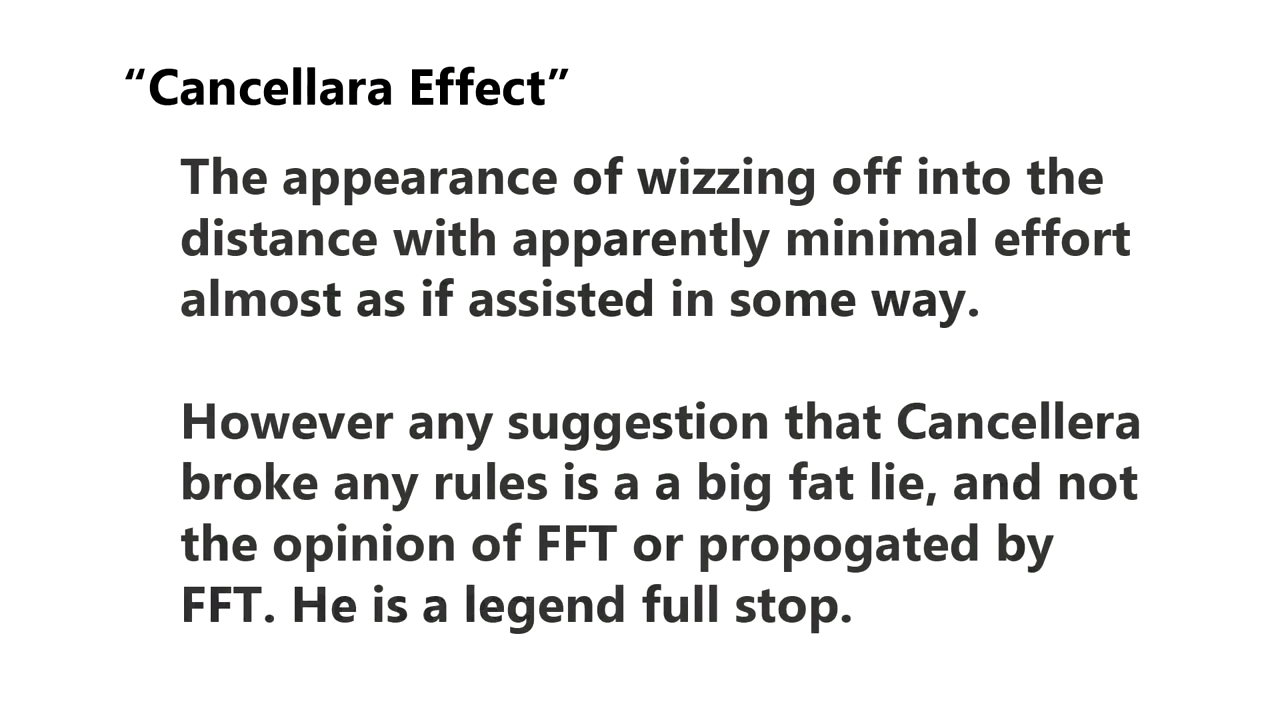 “Cancellara Effect”
The appearance of wizzing off into the
distance with apparently minimal effort
almost as if assisted in some way.
However any suggestion that Cancellera
broke any rules is a a big fat lie, and not
the opinion of FFT or propogated by
FFT. He is a legend full stop.